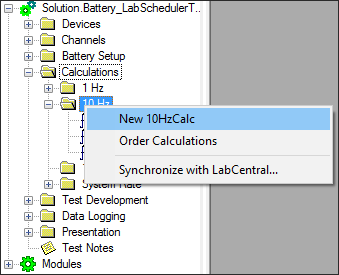 Solution.Battery_LabSchedulerT...
Devices
Channels
Battery Setup
Calculations
1 Hz
10 Hz
New 10HzCalc
Order Calculations
Synchronize with LabCentral...
System Rate
Test Development
Data Logging
Presentation
Test Notes
Modules